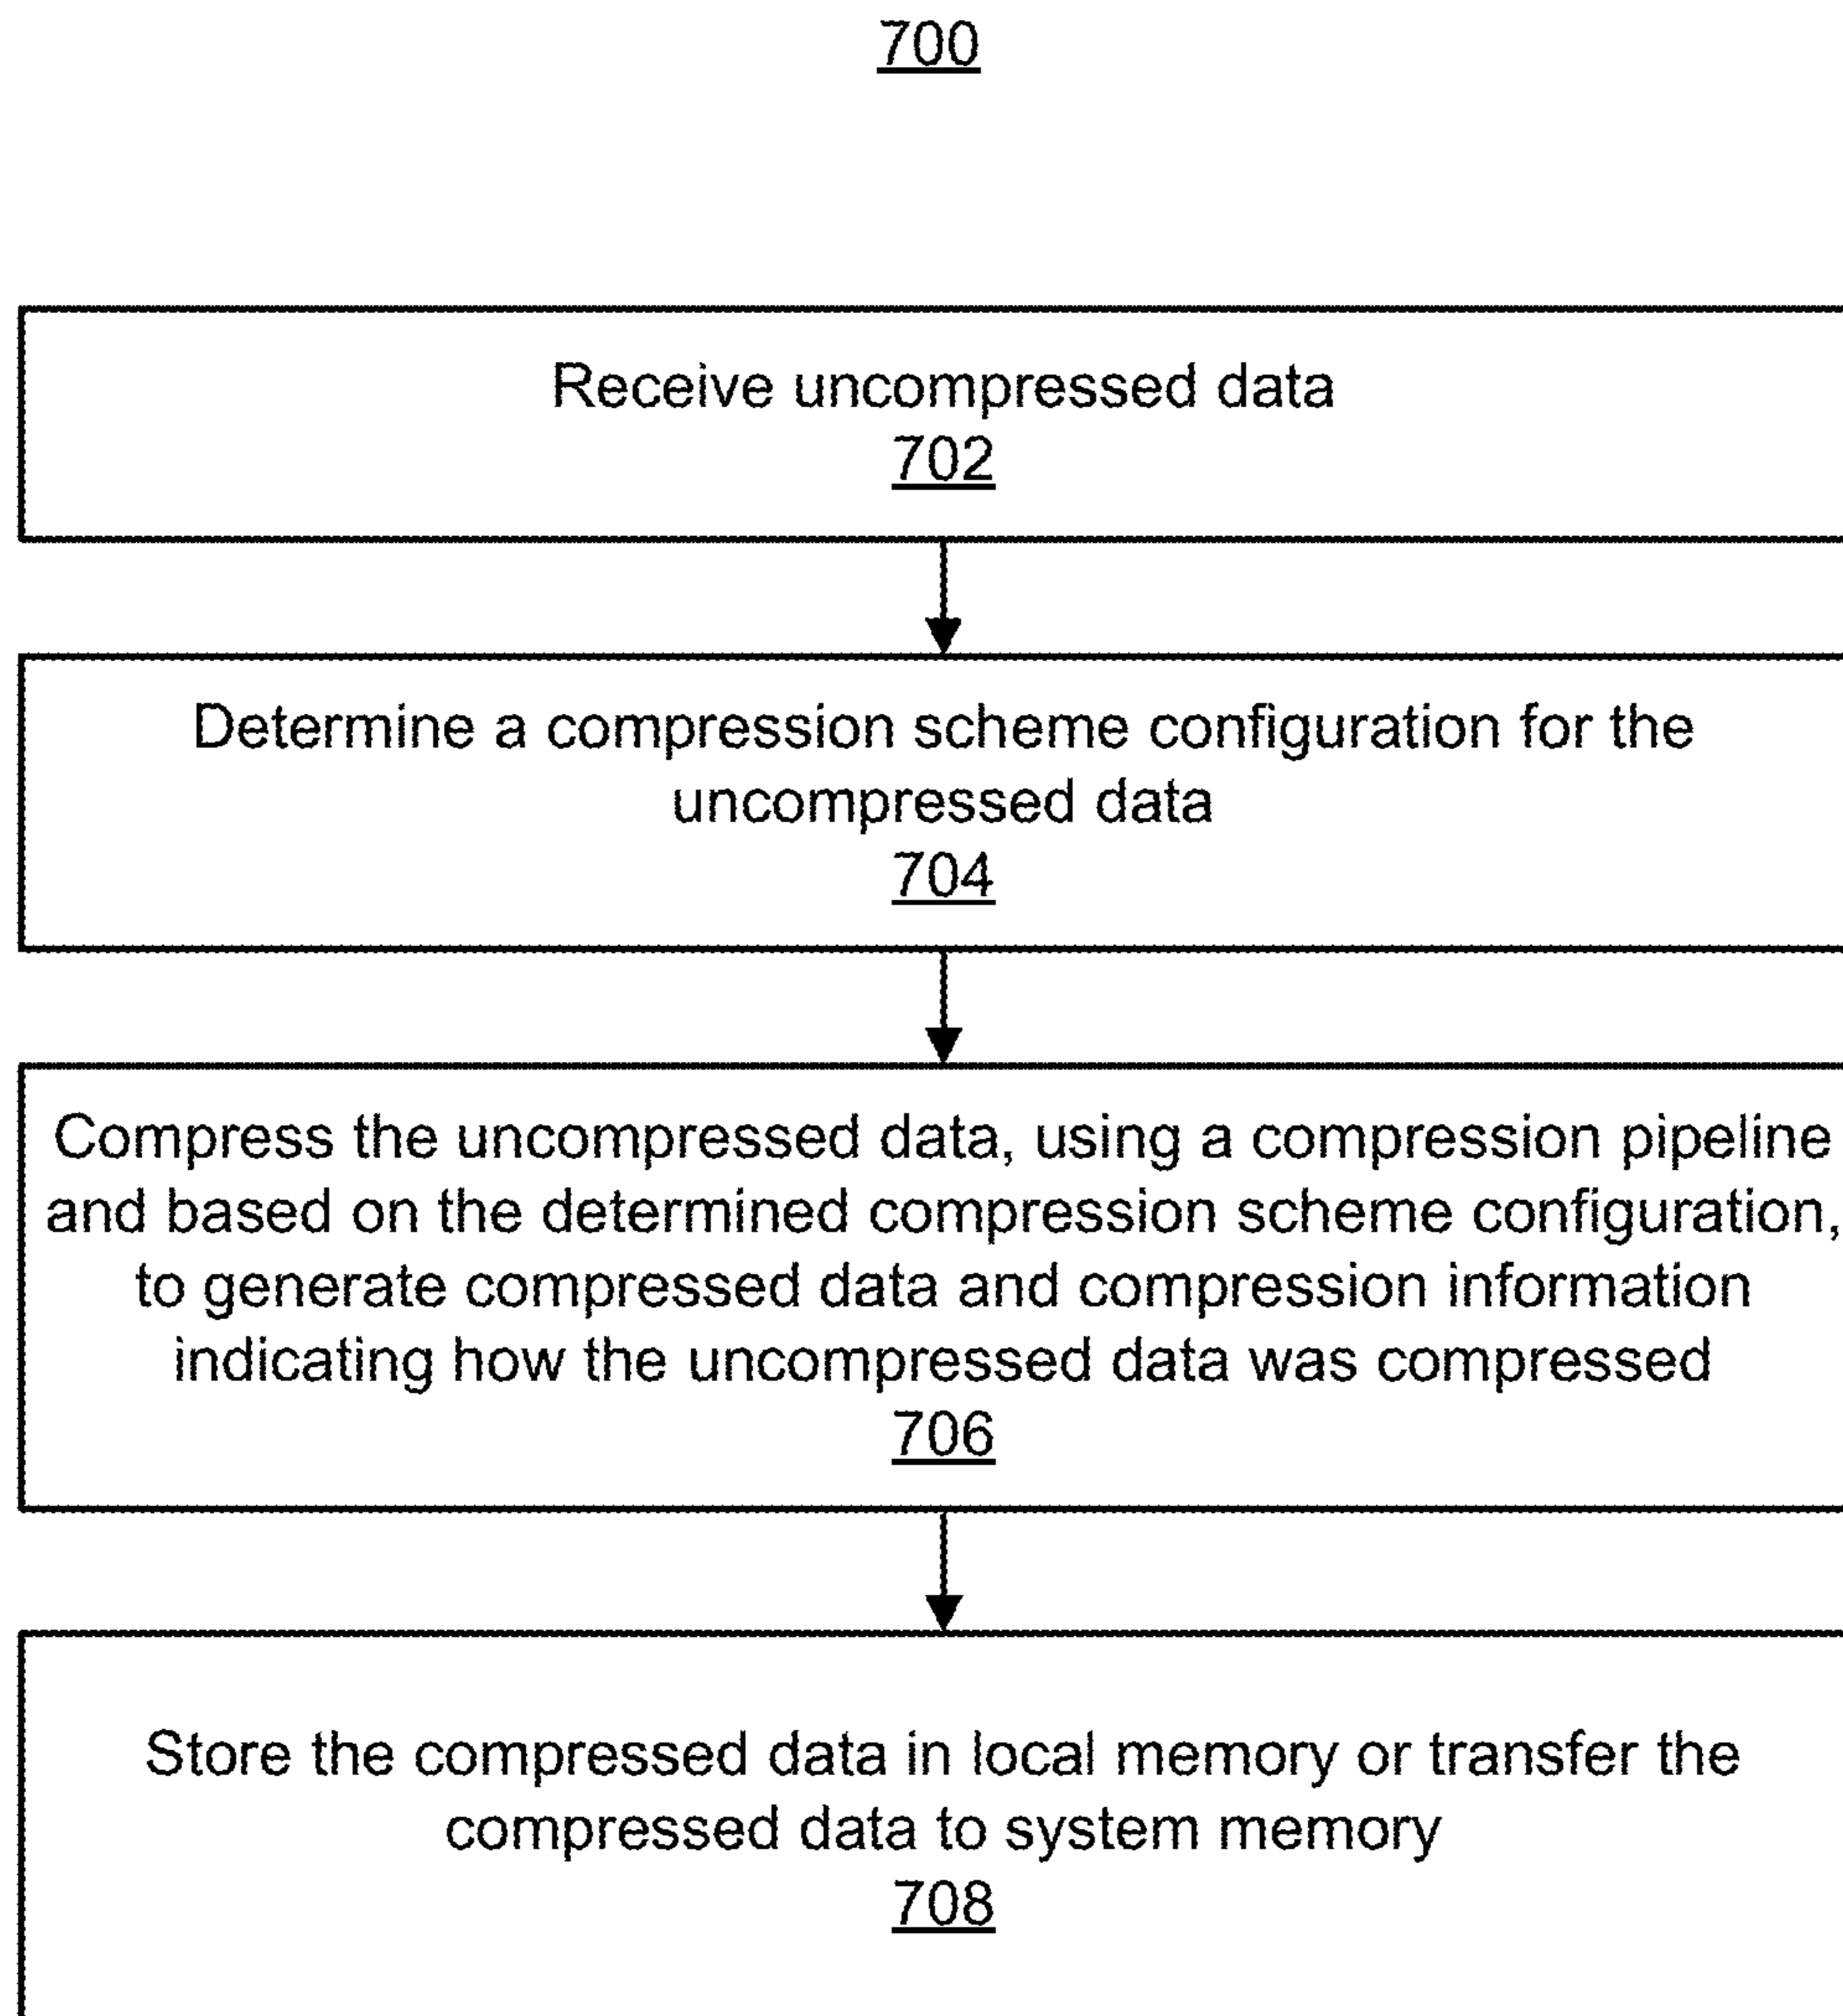 700
Receive uncompressed data
702
Determine a compression scheme configuration for the
uncompressed data
704
Compress the uncompressed data, using a compression pipeline
and based on the determined compression scheme configuration,
to generate compressed data and compression information
indicating how the uncompressed data was compressed
706
Store the compressed data in local memory or transfer the
compressed data to system memory
708